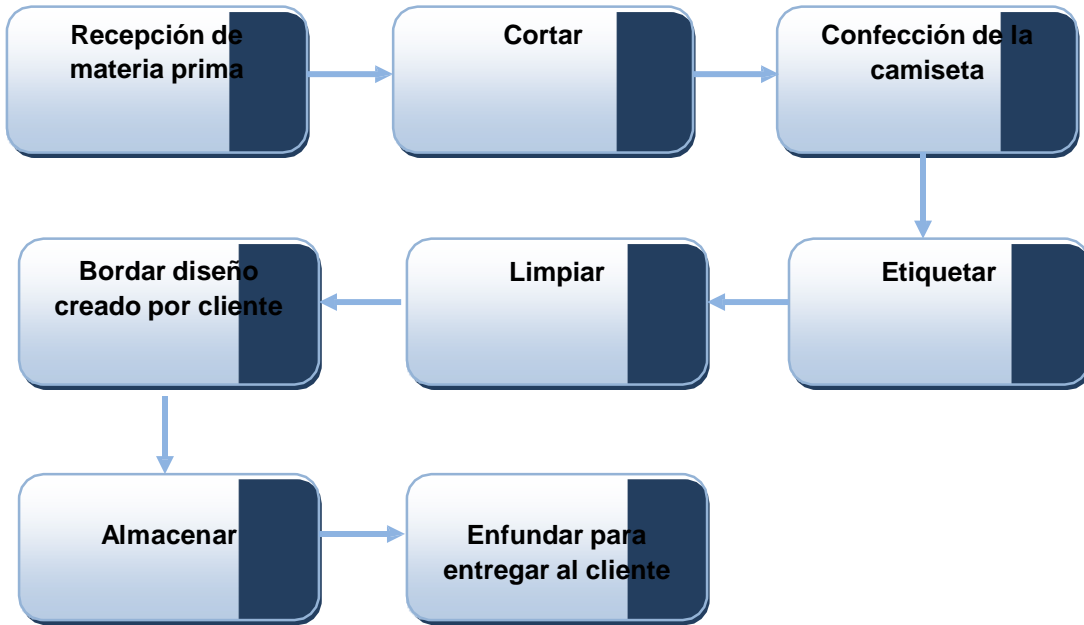 Recepción de
materia prima
Cortar
Confección de la
camiseta
Etiquetar
Limpiar
Bordar diseño
creado por cliente
Almacenar
Enfundar para
entregar al cliente